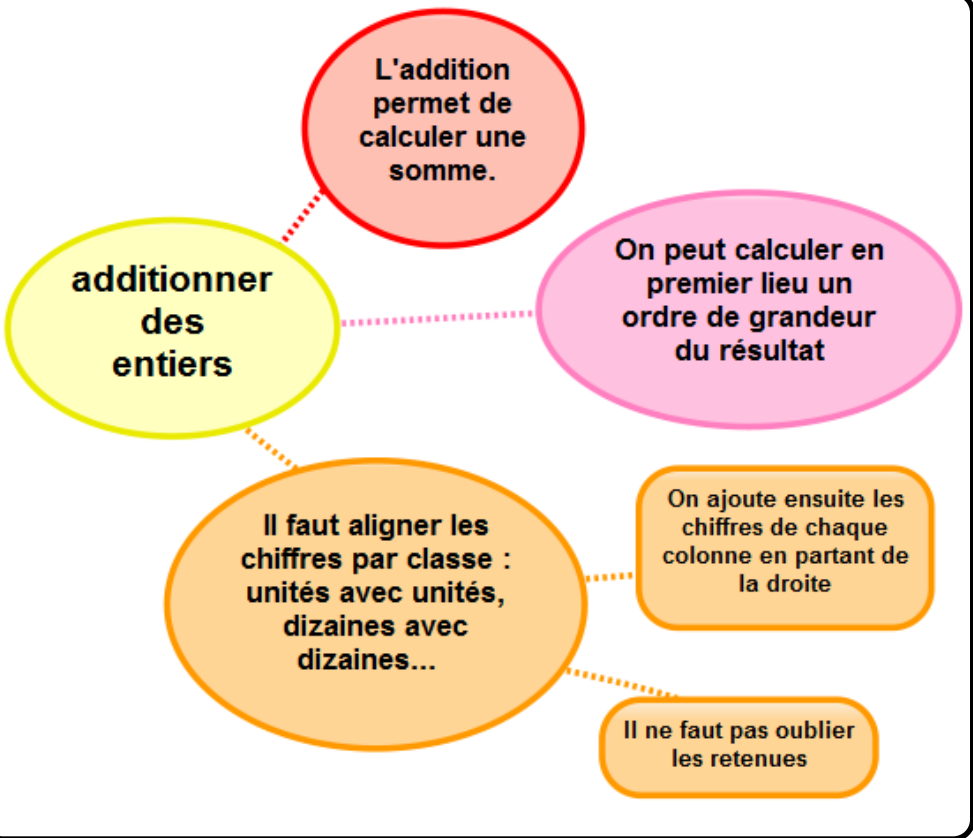 L'addition
permet de
calculer une
somme.
additionner
des
entiers
On peut calculer en
premier lieu un
ordre de grandeur
du résultat
Il faut aligner les
chiffres par classe :
unités avec unités,
dizaines avec
dizaines...
On ajoute ensuite les
chiffres de chaque
colonne en partant de
la droite
Il ne faut pas oublier
les retenues